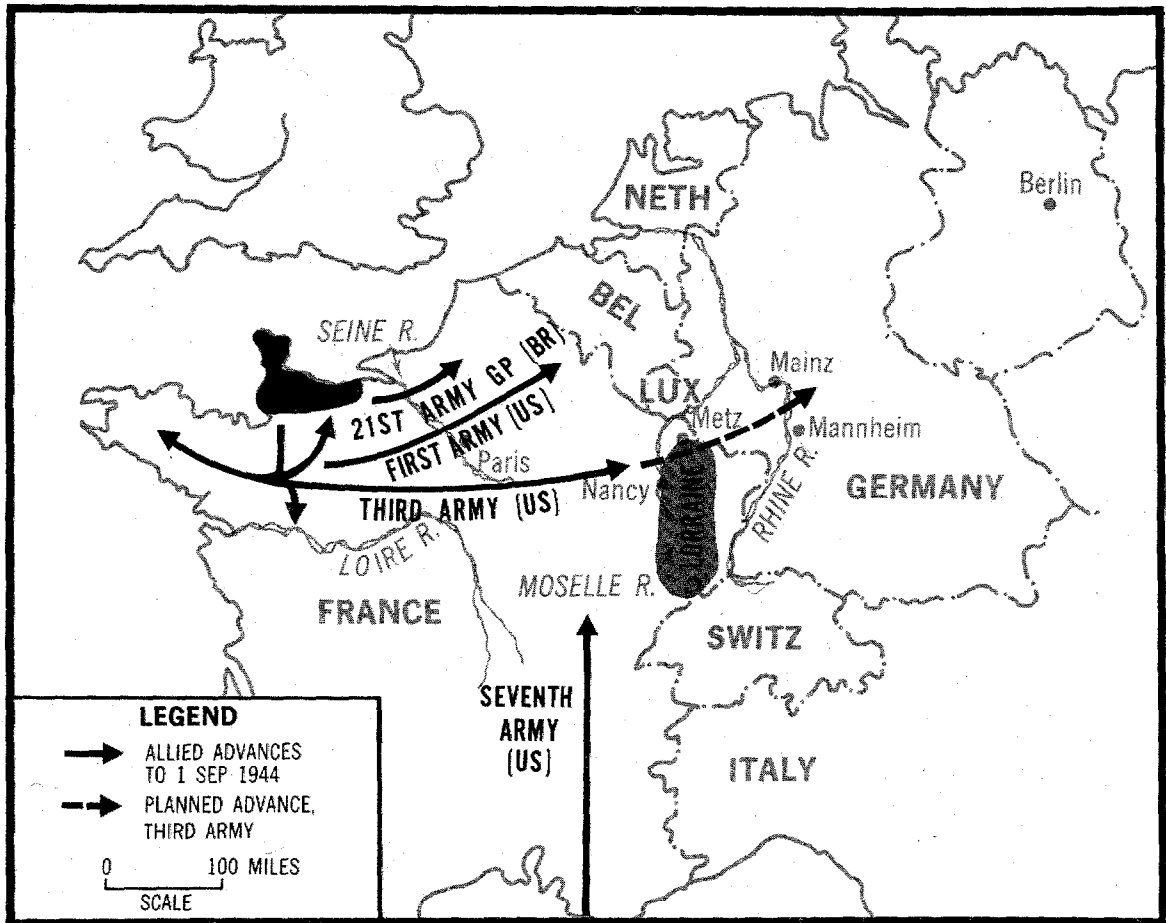 NETH
Berlin
BEL
SEINE R.
21ST ARMY GP (BR)
FIRST ARMY (US)
LUX
Mainz
Metz
Mannheim
Paris
Nancy
THIRD ARMY (US)
LORRAINE
RHINE R.
GERMANY
LOIRE R.
MOSELLE R.
FRANCE
SWITZ
SEVENTH
ARMY
(US)
ITALY
LEGEND
ALLIED ADVANCES
TO 1 SEP 1944
PLANNED ADVANCE,
THIRD ARMY
0 100 MILES
SCALE